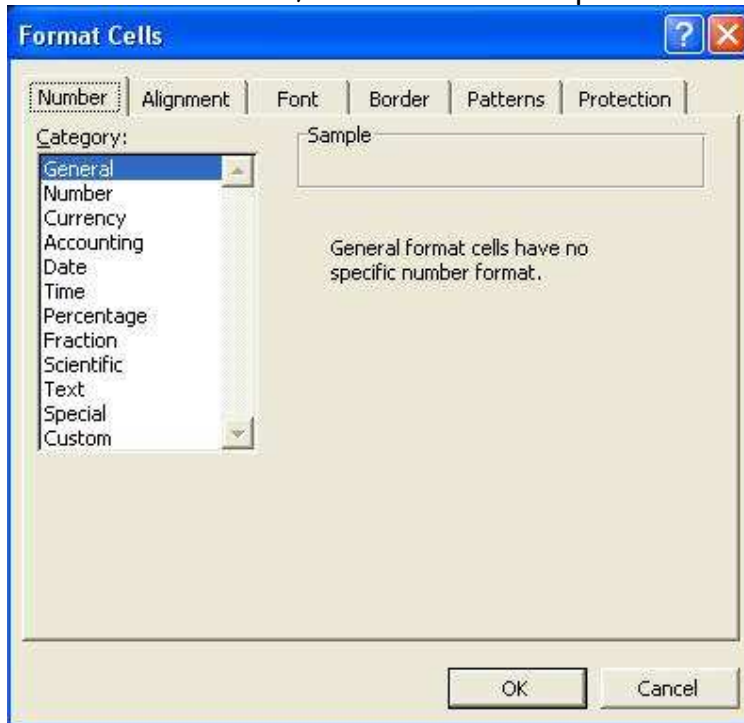 Format Cells
Number Alignment Font Border Patterns Protection
Category:
General
Number
Currency
Accounting
Date
Time
Percentage
Fraction
Scientific
Text
Special
Custom
Sample
General format cells have no
specific number format.
OK Cancel